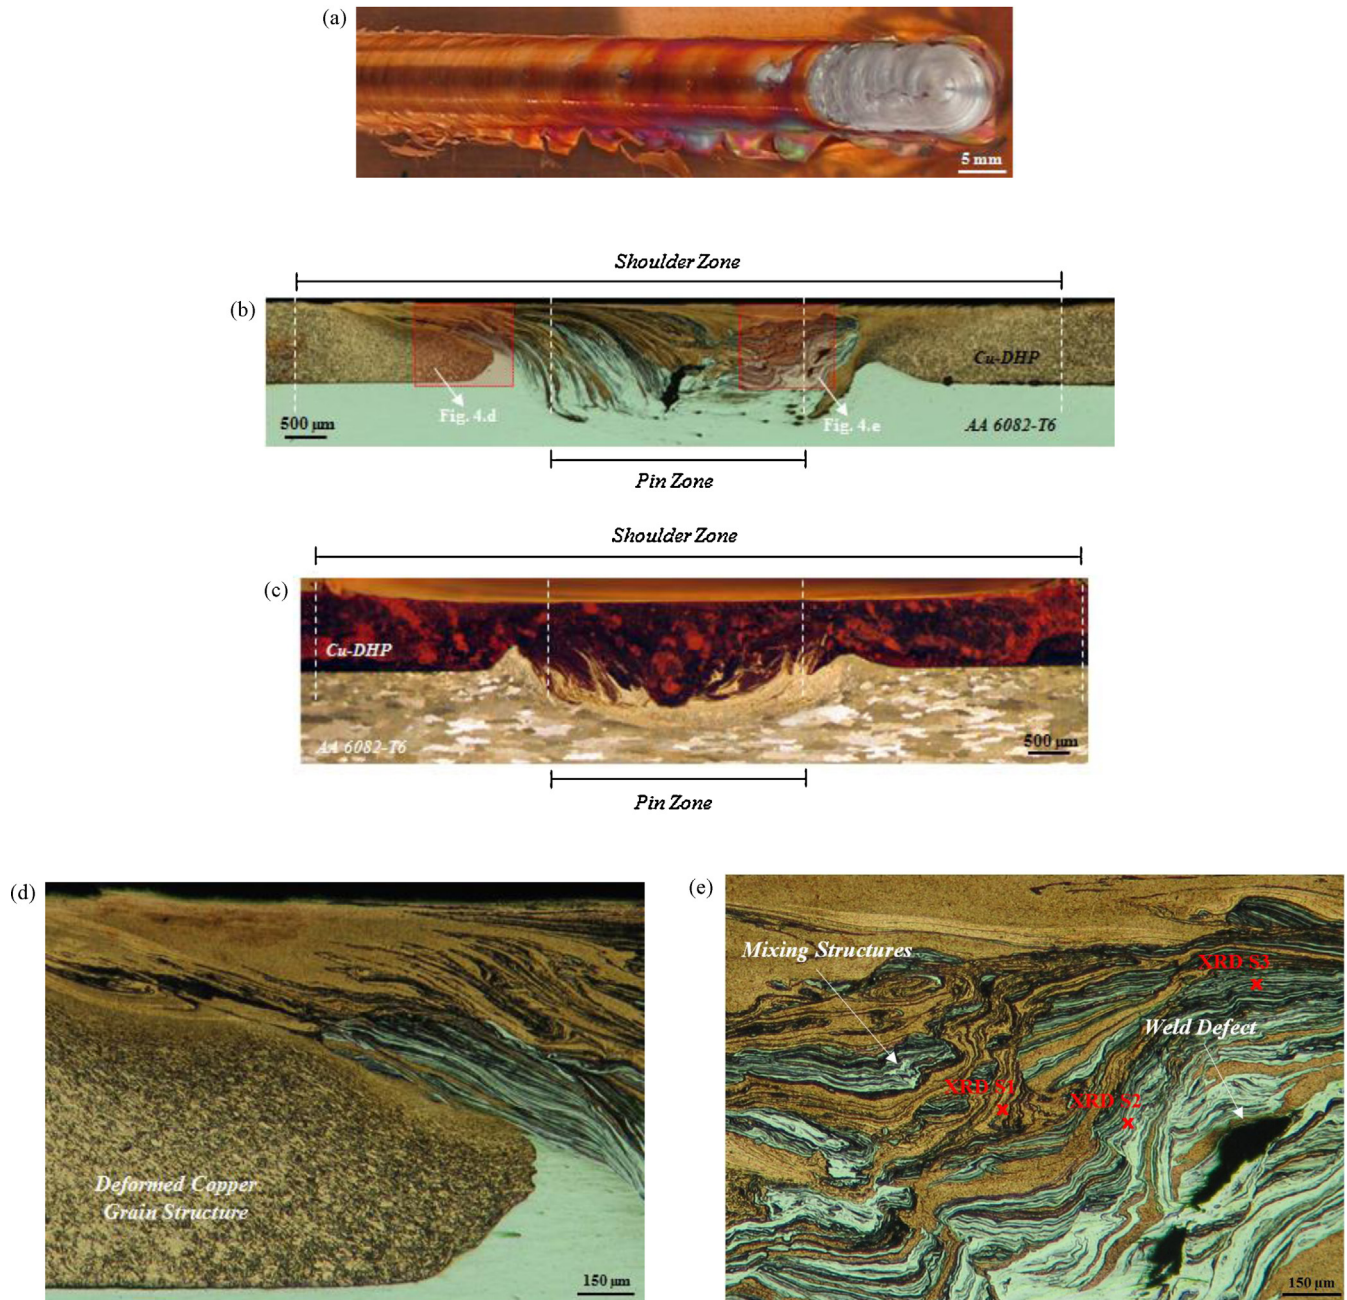 (a)
5 mm
Shoulder Zone
(b)
Cu-DHP
Fig. 4.d
Fig. 4.e
500 μm
AA 6082-T6
Pin Zone
Shoulder Zone
(c)
Cu-DHP
AA 6082-T6
500 μm
Pin Zone
(d)
Deformed Copper
Grain Structure
150 μm
(e)
Mixing Structures
XRD S3
Weld Defect
XRD S1
XRD S2
150 μm